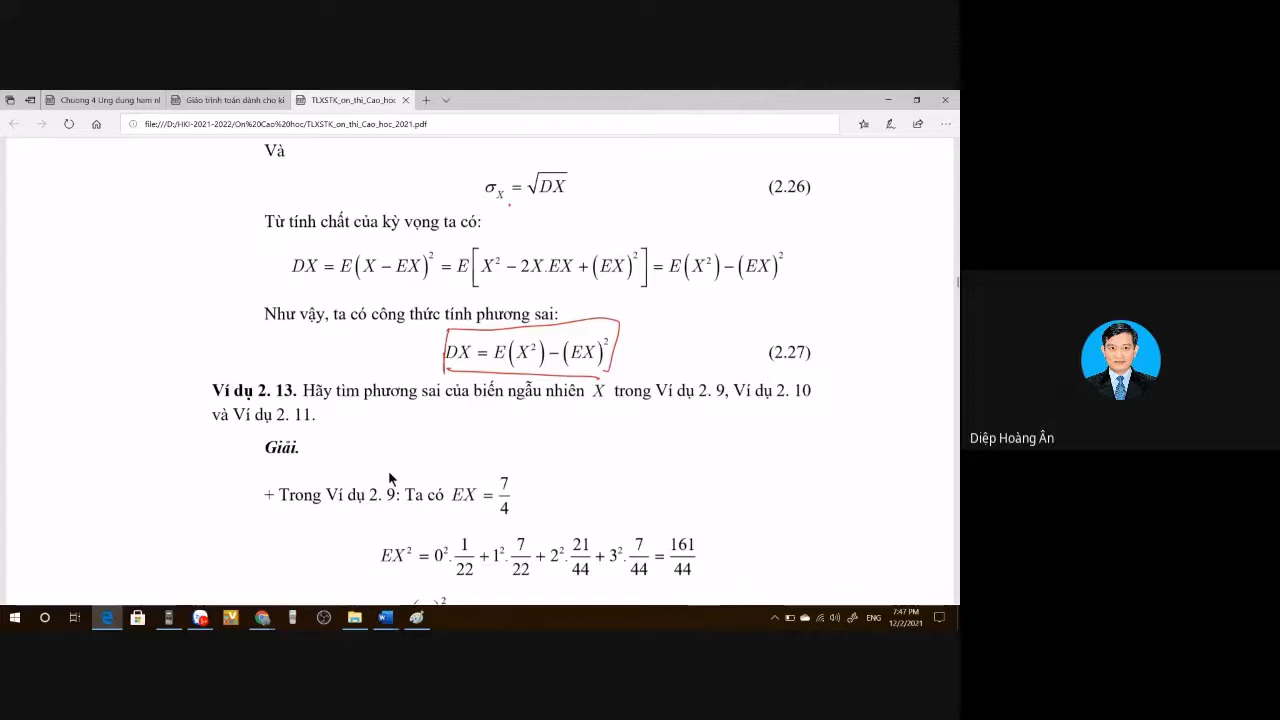 Chuong 4 Ung dung ham nl
Giáo trình toán dành cho ki
TLXSTK_on_thi_Cao_hoc_
file:///D:/HKI-2021-2022/On%20Cao%20hoc/TLXSTK_on_thi_Cao_hoc_2021.pdf
Và
σ_X = √DX (2.26)
Từ tính chất của kỳ vọng ta có:
DX = E(X − EX)² = E[X² − 2X.EX + (EX)²] = E(X²) − (EX)²
Như vậy, ta có công thức tính phương sai:
DX = E(X²) − (EX)² (2.27)
Ví dụ 2. 13. Hãy tìm phương sai của biến ngẫu nhiên X trong Ví dụ 2. 9, Ví dụ 2. 10
và Ví dụ 2. 11.
Giải.
+ Trong Ví dụ 2. 9: Ta có EX = 7/4
EX² = 0².1/22 + 1².7/22 + 2².21/44 + 3².7/44 = 161/44
Diệp Hoàng Ân
ENG
7:47 PM
12/2/2021